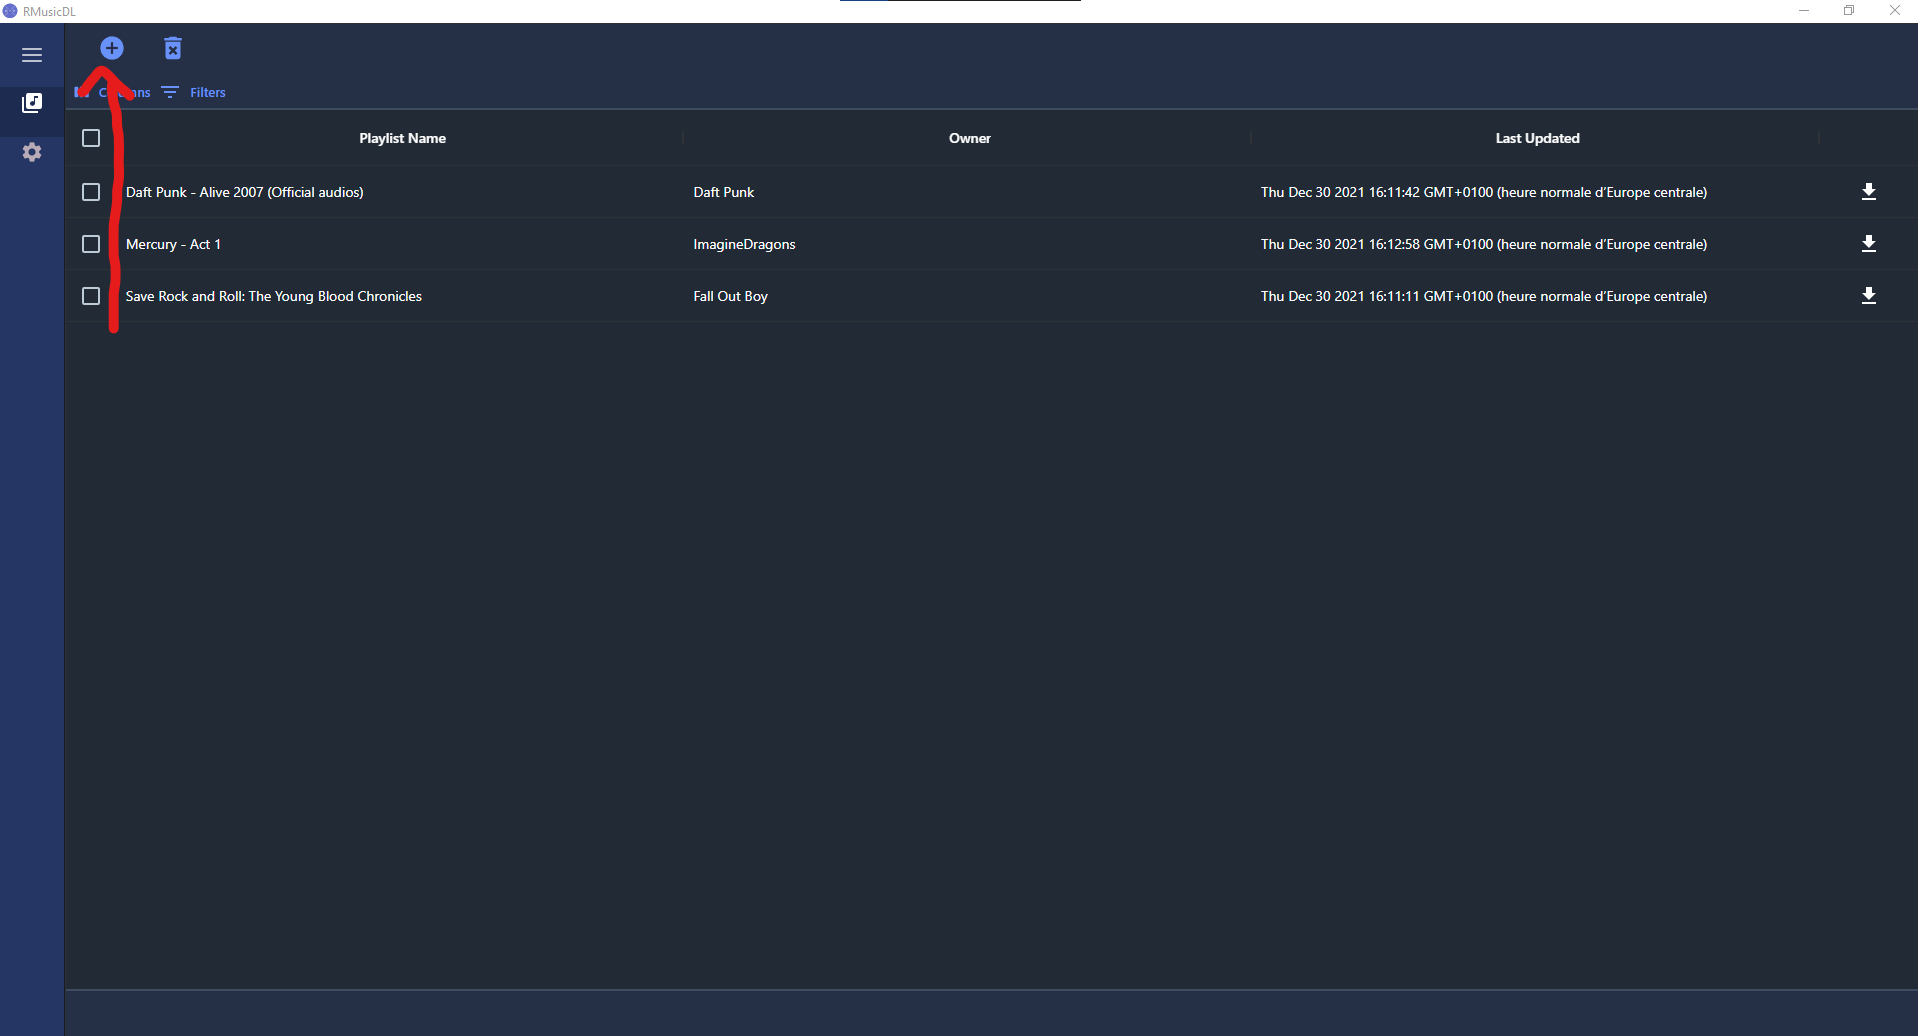 RMusicDL
Filters
Playlist Name Owner Last Updated
Daft Punk - Alive 2007 (Official audios) Daft Punk Thu Dec 30 2021 16:11:42 GMT+0100 (heure normale d’Europe centrale)
Mercury - Act 1 ImagineDragons Thu Dec 30 2021 16:12:58 GMT+0100 (heure normale d’Europe centrale)
Save Rock and Roll: The Young Blood Chronicles Fall Out Boy Thu Dec 30 2021 16:11:11 GMT+0100 (heure normale d’Europe centrale)